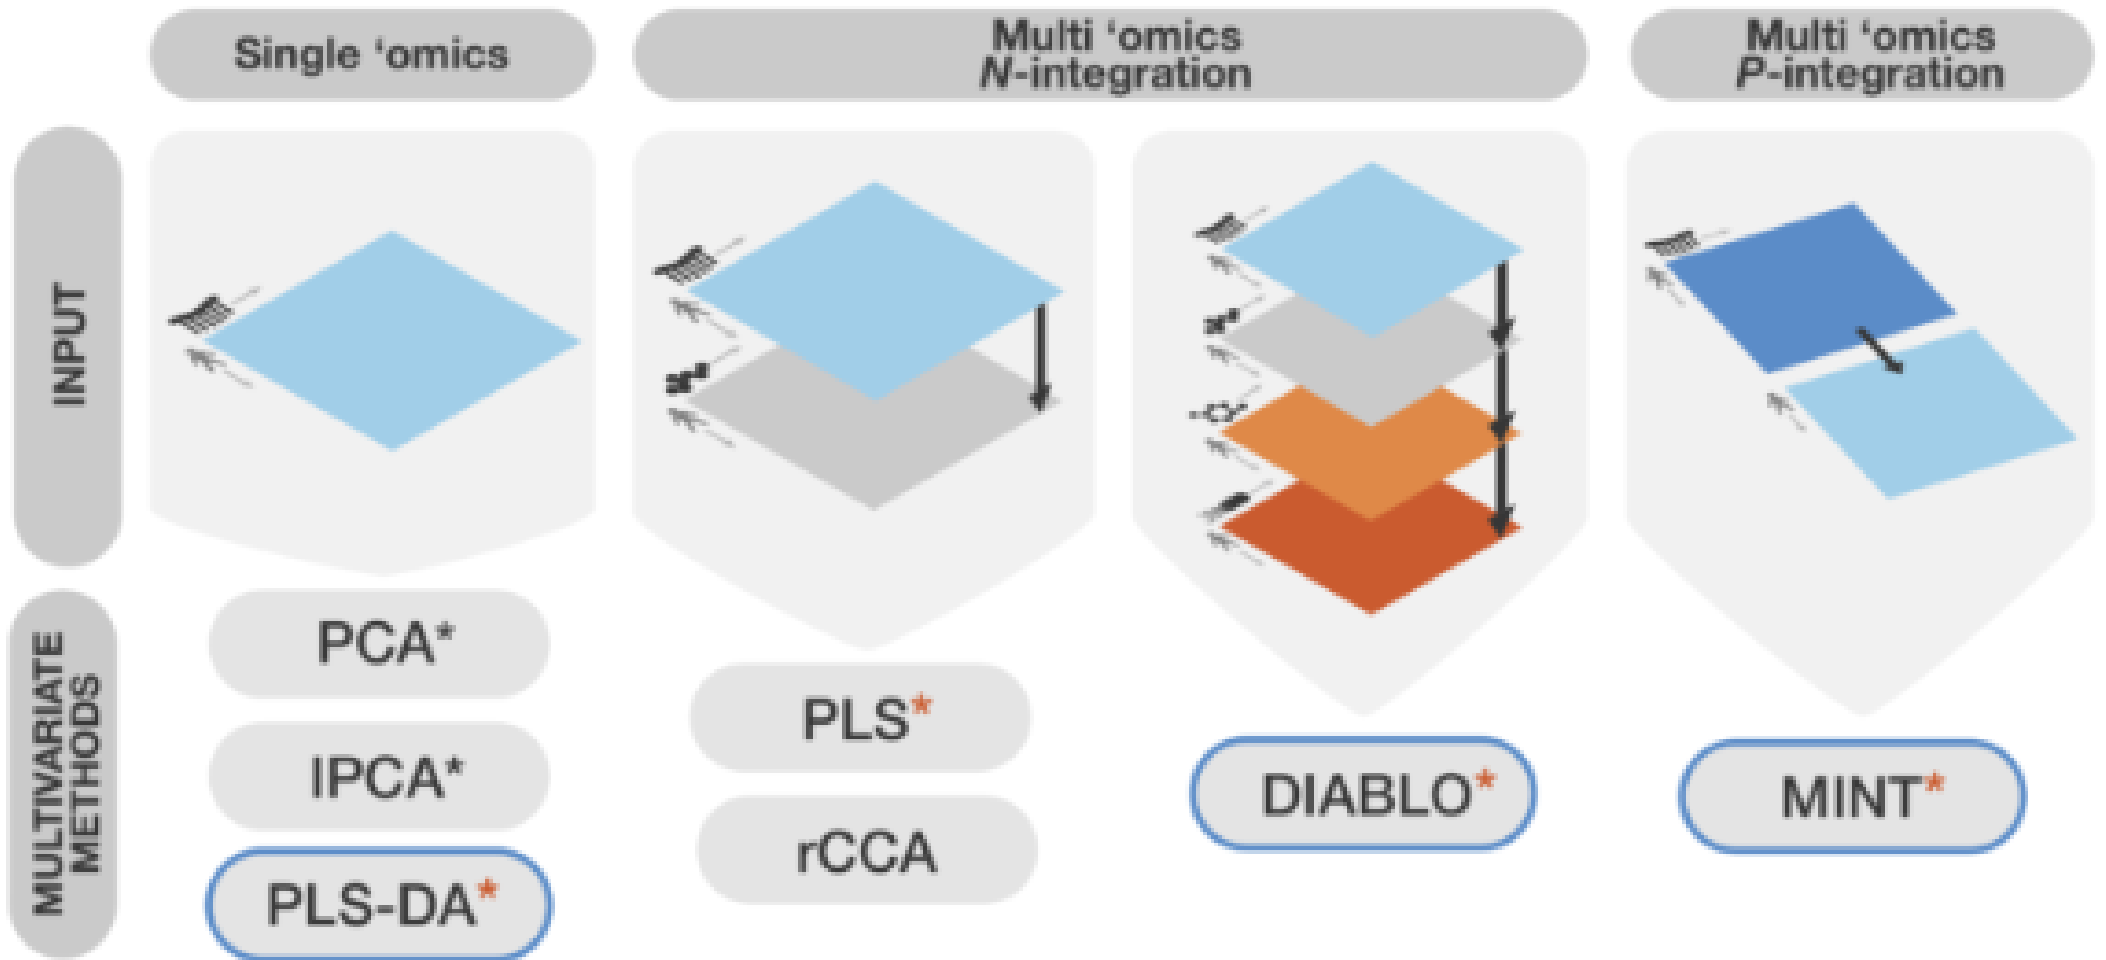 Single ‘omics
Multi ‘omics
N-integration
Multi ‘omics
P-integration
INPUT
MULTIVARIATE
METHODS
PCA*
IPCA*
PLS-DA*
PLS*
rCCA
DIABLO*
MINT*